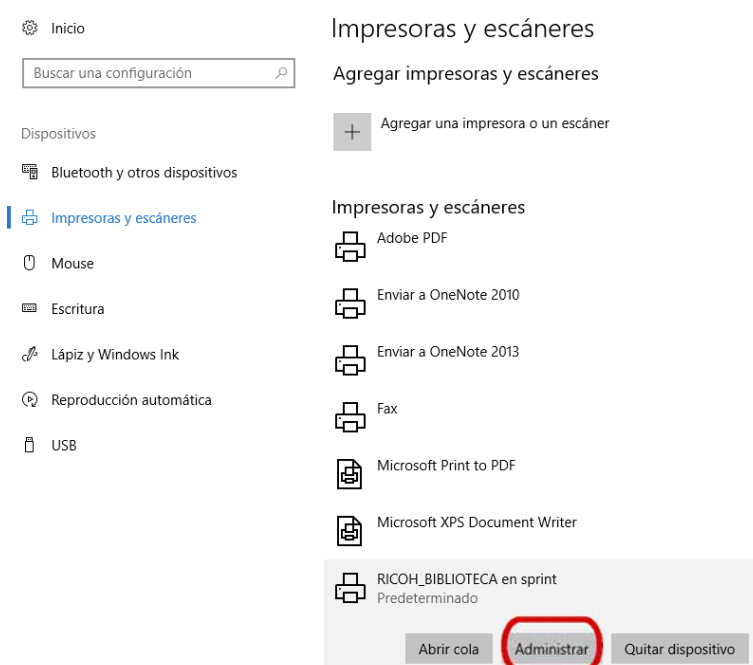 Inicio
Buscar una configuración
Dispositivos
Bluetooth y otros dispositivos
Impresoras y escáneres
Mouse
Escritura
Lápiz y Windows Ink
Reproducción automática
USB
Impresoras y escáneres
Agregar impresoras y escáneres
Agregar una impresora o un escáner
Impresoras y escáneres
Adobe PDF
Enviar a OneNote 2010
Enviar a OneNote 2013
Fax
Microsoft Print to PDF
Microsoft XPS Document Writer
RICOH_BIBLIOTECA en sprint
Predeterminado
Abrir cola Administrar Quitar dispositivo